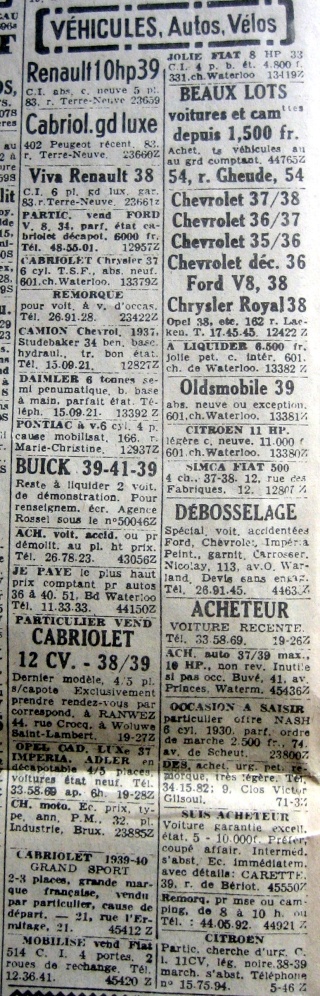 VÉHICULES, Autos, Vélos
Renault 10hp39
C.I. abs. c. neuve 5 pl.
83. r. Terre-Neuve 23659
Cabriol.gd luxe
402 Peugeot récent. 83.
r. Terre-Neuve. 23660Z
Viva Renault 38
C.I. 6 pl. gd lux. gar.
83.r.Terre-Neuve. 23661z
PARTIC. vend FORD
V. 8. 34. parf. état ca-
briolet décapot. 6000 fr.
Tél. 48.55.01. 12957Z
CABRIOLET Chrysler 37
6 cyl. T.S.F., abs. neuf.
601.ch.Waterloo. 13379Z
REMORQUE
pour voit. à v. d'occas.
Tél. 26.91.28. 23422Z
CAMION Chevrol. 1937.
Studebaker 34 ben. basc.
hydraul., tr. bon état.
Tél. 15.09.21. 12827Z
DAIMLER 6 tonnes se-
mi pneumatique, b. base
à main, parfait état. Té-
léph. 15.09.21. 13392 Z
PONTIAC à v.6 cyl. 4 p.
cause mobilisat. 166. r.
Marie-Christine. 12937Z
BUICK 39-41-39
Reste à liquider 2 voit.
de démonstration. Pour
renseignem. écr. Agence
Rossel sous le no50046Z
ACH. voit. accid. ou pr
démolit. au pl. ht prix.
Tél. 26.78.23. 43056Z
JE PAYE le plus haut
prix comptant pr autos
36 à 40. 51. Bd Waterloo
Tél. 11.33.33. 44150Z
PARTICULIER VEND
CABRIOLET
12 CV. - 38/39
Dernier modèle, 4/5 pl.
s/capote Exclusivement
prendre rendez-vous par
correspond. à RANWEZ
44. rue Crocq. à Woluwe
Saint-Lambert. 19-27Z
OPEL CAD. LUXe 37
IMPERIA. ADLER en
décapotable 4/5 places,
voitures état neuf. Tél.
33.58.69 ap. 6h. 19-28Z
CH. moto. Ec. prix, ty-
pe, ann. P.M., 32. pl.
Industrie, Brux. 23885Z
CABRIOLET 1939-40
GRAND SPORT
2-3 places, grande mar-
que française, vendu
par particulier, cause de
départ. — 21, rue l'Er-
mitage, 21. 45412 Z
MOBILISE vend Fiat
514 C I. 4 portes, 2
roues de rechange. Tél.
12.36.41. 45420 Z
JOLIE FIAT 8 HP 33
C.I. 4 p. b. ét. 4.800 f.
331.ch.Waterloo. 13419Z
BEAUX LOTS
voitures et camttes
depuis 1,500 fr.
Achet. ts véhicules au
au grd comptant. 44765Z
54, r. Gheude, 54
Chevrolet 37/38
Chevrolet 36/37
Chevrolet 35/36
Chevrolet déc. 36
Ford V8, 38
Chrysler Royal 38
Opel 38, etc. 162 r. Lae-
ken. T. 17.45.45. 12422 Z
A LIQUIDER 6.500 fr.
jolie pet. c. intér. 601.
ch. de Waterloo. 13382 Z
Oldsmobile 39
abs. neuve ou exception.
601.ch.Waterloo. 13381Z
CITROEN 11 HP.
légère c. neuve. 11.000 f
601.ch.Waterloo. 13380Z
SIMCA FIAT 500
4 ch.. 37-38. 12. rue des
Fabriques, 12. 12807 Z
DÉBOSSELAGE
Spécial. voit. accidentées
Ford, Chevrolet, Impéria
Peint., garnit. Carrosser.
Nicolay, 113, av.O. War-
land. Devis sans engag.
Tél. 26.91.45. 4463
ACHETEUR
VOITURE RECENTE.
Tél. 33 58.69. 19-26Z
ACH. auto 37/39 max.,
10 HP., non rev. Inutile
si pas occ. Buvé, 41, av.
Princes, Waterm. 45436Z
OCCASION A SAISIR
particulier offre NASH
6 cyl. 1930, parf. ordre
de marche 2.500 fr. 74.
av. d Scheut. 23800Z
DES. achet. urg. pet. re-
morque, très légère. Tél.
34.15.82; 9, Clos Victor
Gilsoul. 71-3Z
SUIS ACHETEUR
Voiture garantie excell.
état. 5 - 10.000f. Préfér.
coupé affair. Intermed.
s'abst. Ec. immédiatem.
avec détails: CARETTE.
39, r. de Bériot. 45550Z
Remorq. pr mse ou cam-
ping, de 8 à 10 h. ou
Tél. : 44.05.92. 44921 Z
CITROEN
Partic. cherche d'urg. C.
I. 11CV, lég. noire.38-39
march. s'abst. Téléphone
n° 15.75.94. 5-46 Z